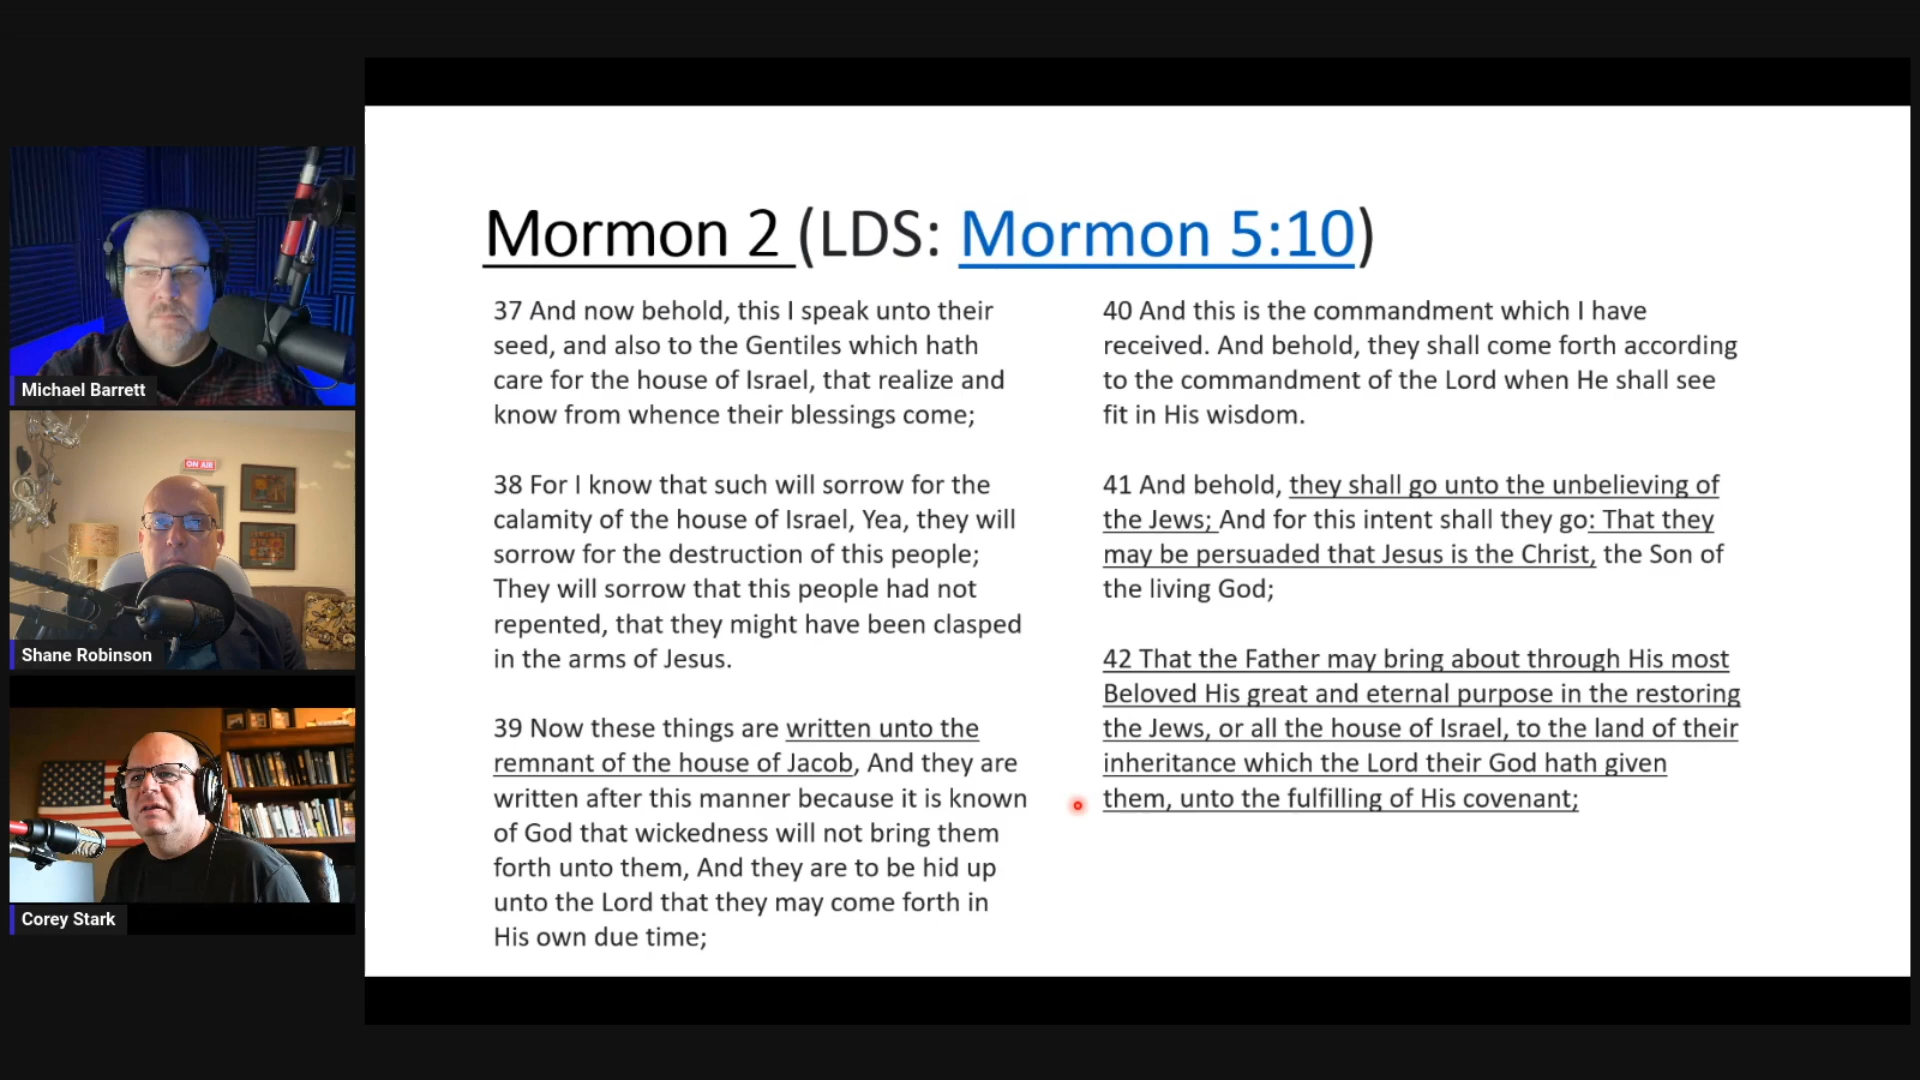 Mormon 2 (LDS: Mormon 5:10)
37 And now behold, this I speak unto their
seed, and also to the Gentiles which hath
care for the house of Israel, that realize and
know from whence their blessings come;
38 For I know that such will sorrow for the
calamity of the house of Israel, Yea, they will
sorrow for the destruction of this people;
They will sorrow that this people had not
repented, that they might have been clasped
in the arms of Jesus.
39 Now these things are written unto the
remnant of the house of Jacob, And they are
written after this manner because it is known
of God that wickedness will not bring them
forth unto them, And they are to be hid up
unto the Lord that they may come forth in
His own due time;
40 And this is the commandment which I have
received. And behold, they shall come forth according
to the commandment of the Lord when He shall see
fit in His wisdom.
41 And behold, they shall go unto the unbelieving of
the Jews; And for this intent shall they go: That they
may be persuaded that Jesus is the Christ, the Son of
the living God;
42 That the Father may bring about through His most
Beloved His great and eternal purpose in the restoring
the Jews, or all the house of Israel, to the land of their
inheritance which the Lord their God hath given
them, unto the fulfilling of His covenant;
Michael Barrett
ON AIR
Shane Robinson
Corey Stark